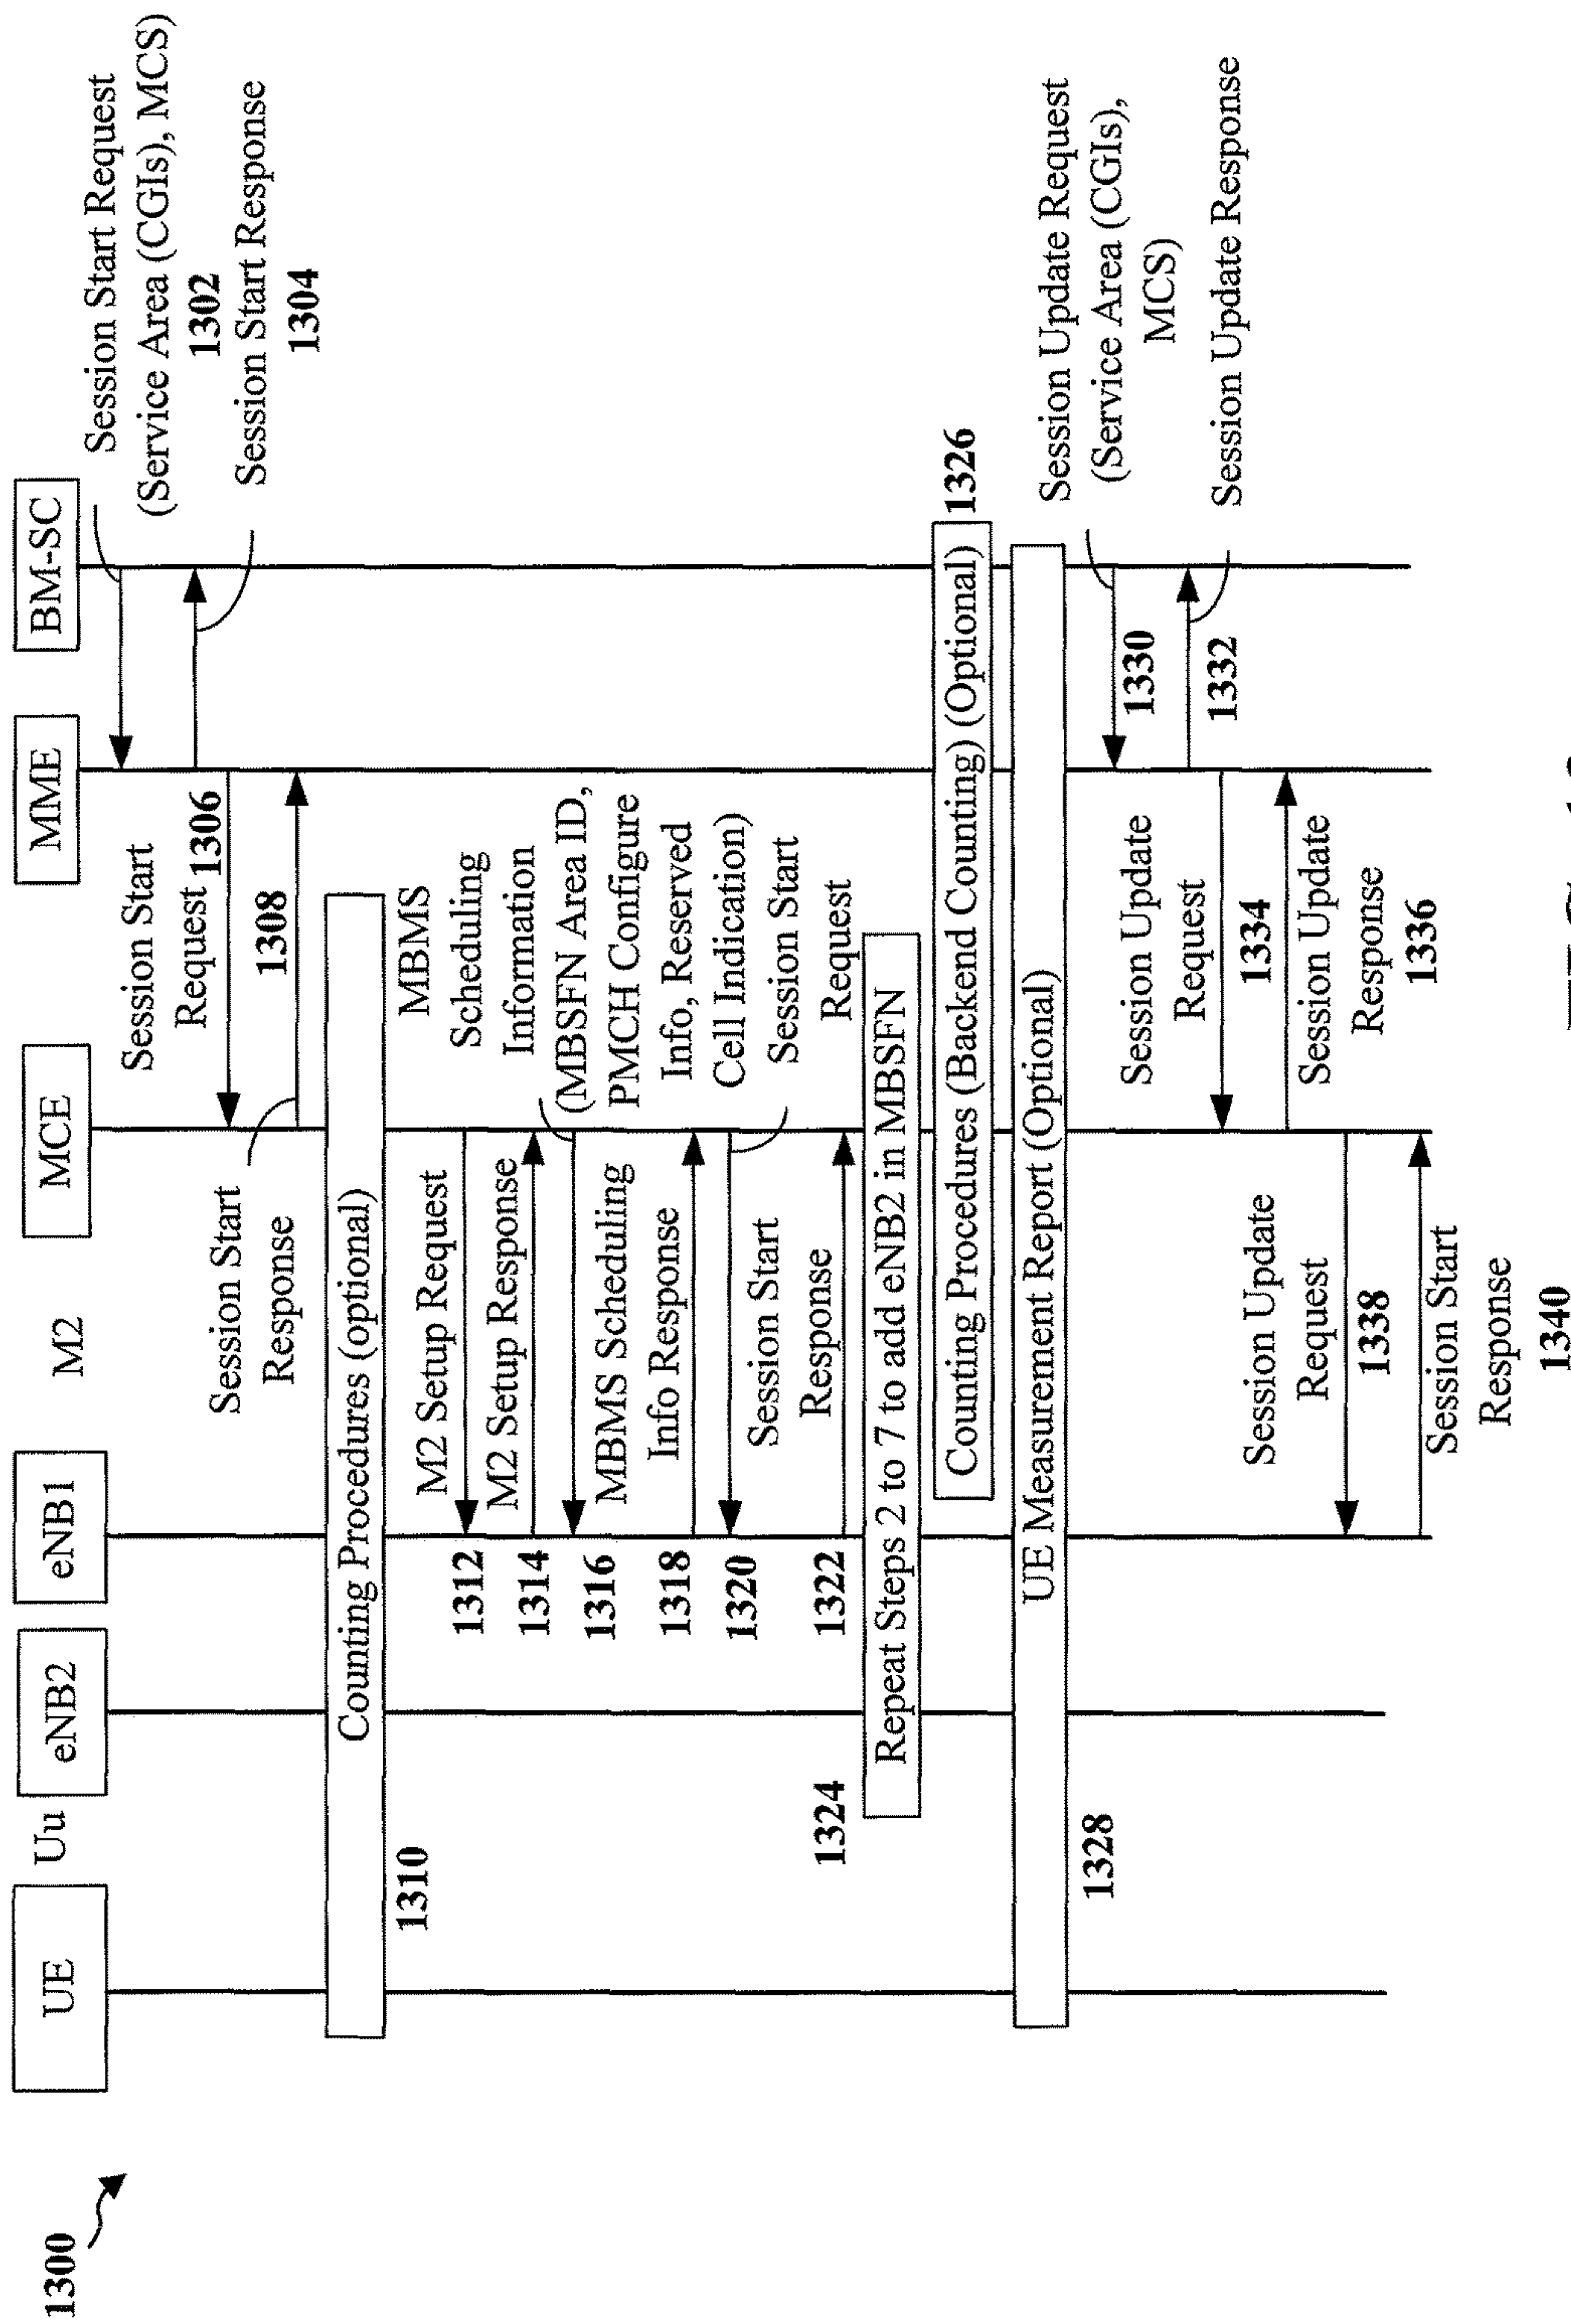 1300
UE
Uu
eNB2
eNB1
M2
MCE
MME
BM-SC
Session Start Request
(Service Area (CGIs), MCS)
1302
Session Start Response
1304
Session Start
Request
1306
1308
Session Start
Response
Counting Procedures (optional)
1310
M2 Setup Request
1312
M2 Setup Response
1314
MBMS
Scheduling
Information
(MBSFN Area ID,
PMCH Configure
Info, Reserved
Cell Indication)
1316
MBMS Scheduling
Info Response
1318
Session Start
Request
1320
Session Start
Response
1322
1324
Repeat Steps 2 to 7 to add eNB2 in MBSFN
Counting Procedures (Backend Counting) (Optional)
1326
UE Measurement Report (Optional)
1328
Session Update Request
(Service Area (CGIs),
MCS)
1330
Session Update Response
1332
Session Update
Request
1334
Session Update
Response
1336
Session Update
Request
1338
Session Start
Response
1340